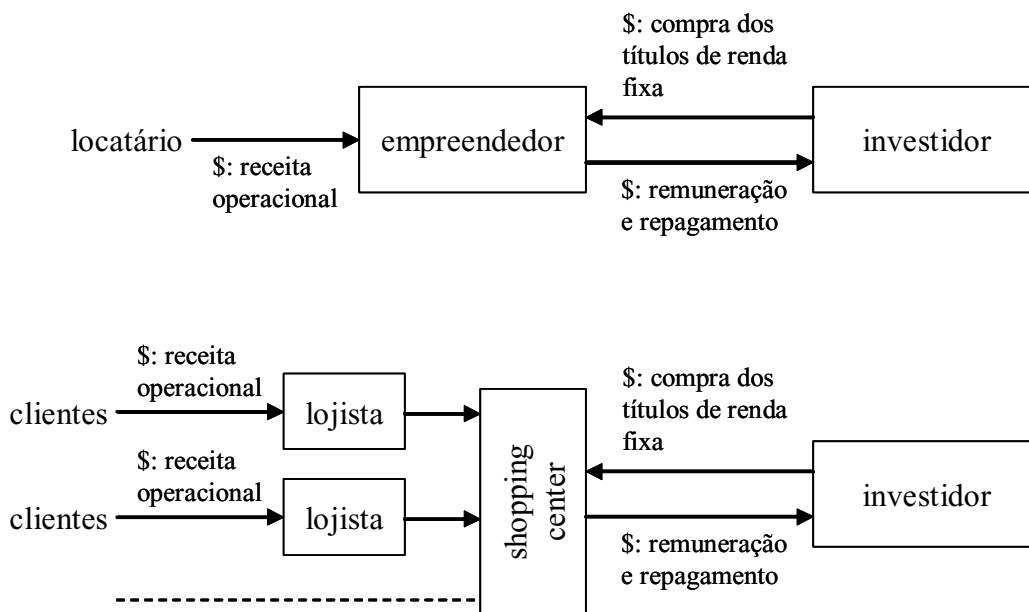 $: compra dos
títulos de renda
fixa
locatário
empreendedor
investidor
$: receita
operacional
$: remuneração
e repagamento
$: receita
operacional
clientes
lojista
$: receita
operacional
clientes
lojista
shopping
center
$: compra dos
títulos de renda
fixa
investidor
$: remuneração
e repagamento